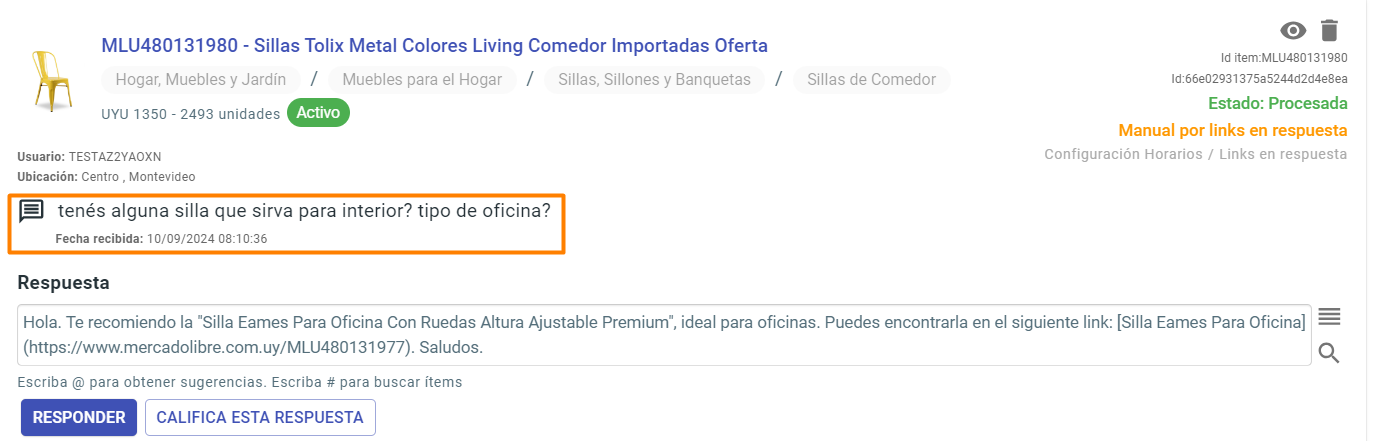 MLU480131980 - Sillas Tolix Metal Colores Living Comedor Importadas Oferta
Hogar, Muebles y Jardín / Muebles para el Hogar / Sillas, Sillones y Banquetas / Sillas de Comedor
UYU 1350 - 2493 unidades Activo
Id item:MLU480131980
Id:66e02931375a5244d2d4e8ea
Estado: Procesada
Manual por links en respuesta
Configuración Horarios / Links en respuesta
Usuario: TESTAZ2YAOXN
Ubicación: Centro , Montevideo
tenés alguna silla que sirva para interior? tipo de oficina?
Fecha recibida: 10/09/2024 08:10:36
Respuesta
Hola. Te recomiendo la "Silla Eames Para Oficina Con Ruedas Altura Ajustable Premium", ideal para oficinas. Puedes encontrarla en el siguiente link: [Silla Eames Para Oficina]
(https://www.mercadolibre.com.uy/MLU480131977). Saludos.
Escriba @ para obtener sugerencias. Escriba # para buscar ítems
RESPONDER CALIFICA ESTA RESPUESTA